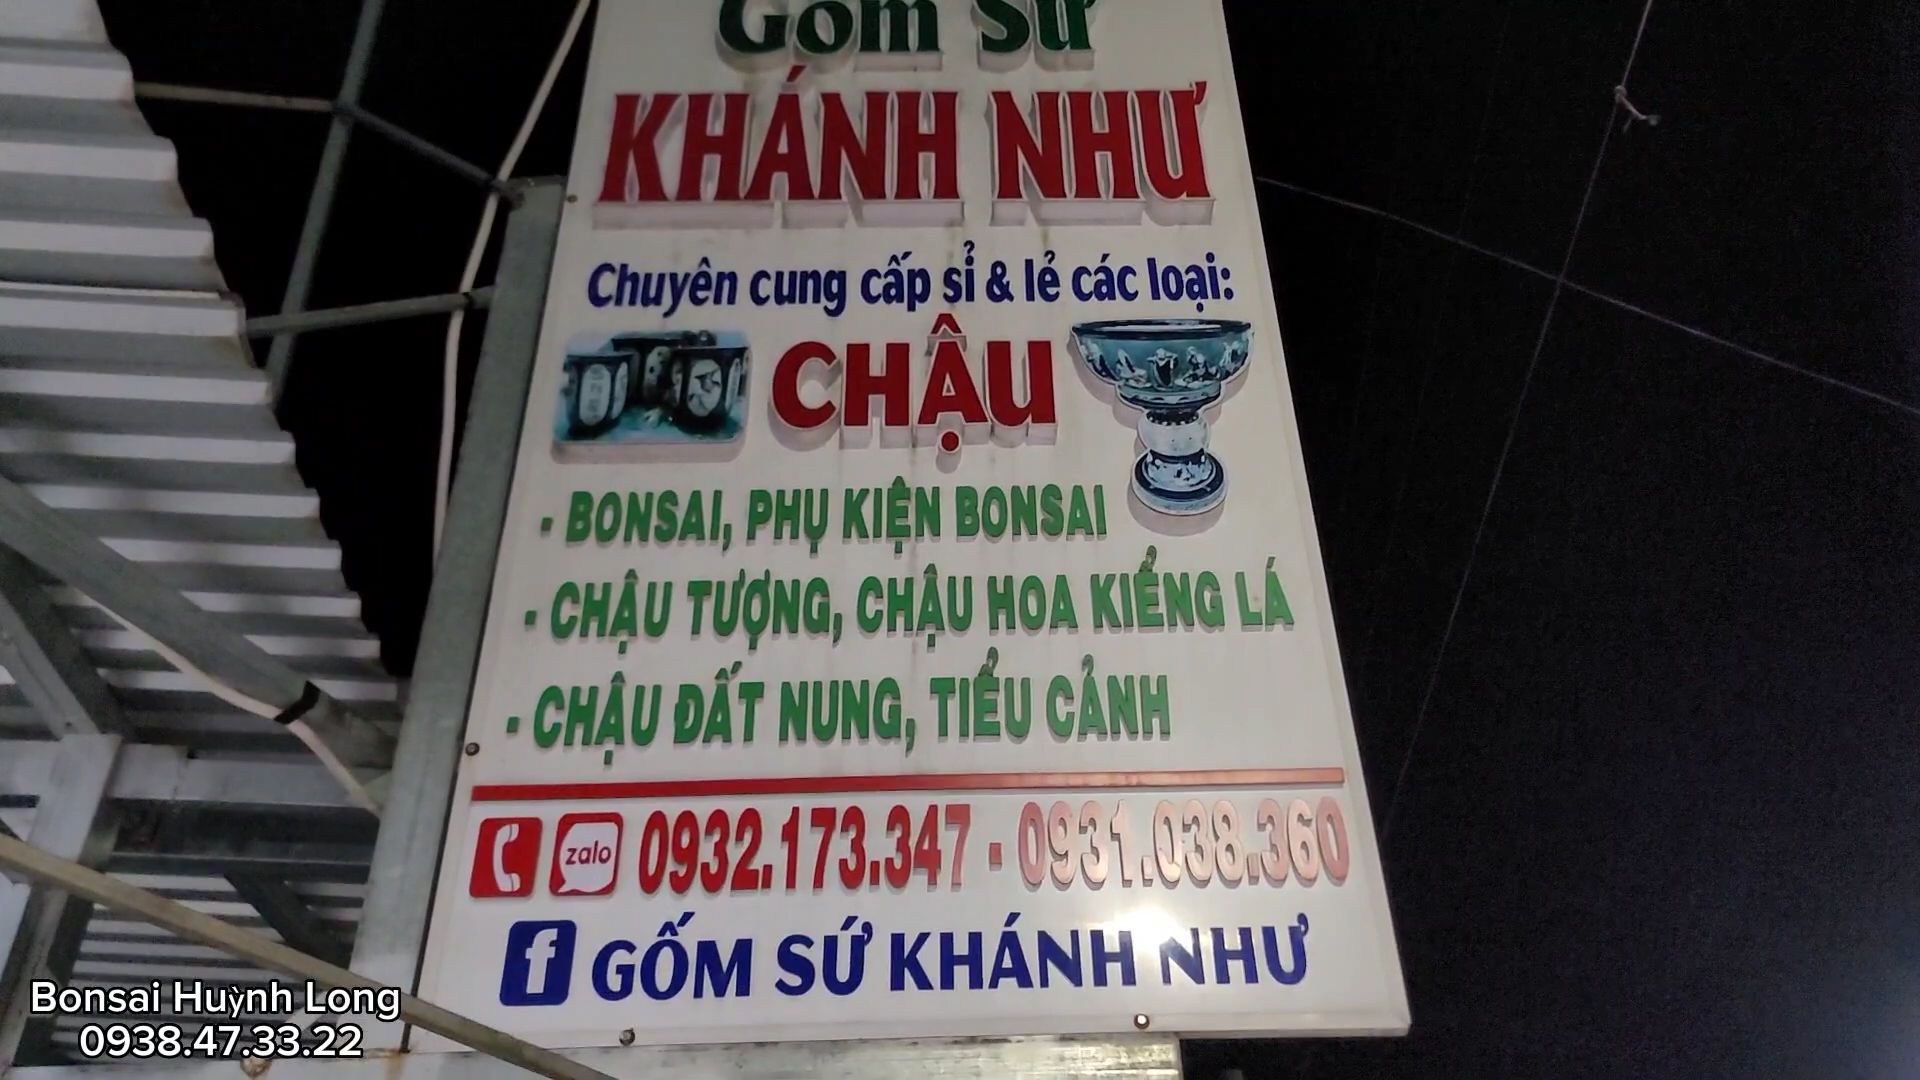 Gốm Sứ
KHÁNH NHƯ
Chuyên cung cấp sỉ & lẻ các loại:
CHẬU
- BONSAI, PHỤ KIỆN BONSAI
- CHẬU TƯỢNG, CHẬU HOA KIỂNG LÁ
- CHẬU ĐẤT NUNG, TIỂU CẢNH
zalo 0932.173.347 - 0931.038.360
f GỐM SỨ KHÁNH NHƯ
Bonsai Huỳnh Long
0938.47.33.22